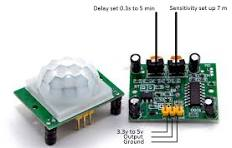 Delay set 0.3s to 5 min
Sensitivity set up 7 m
3.3v to 5v
Output
Ground